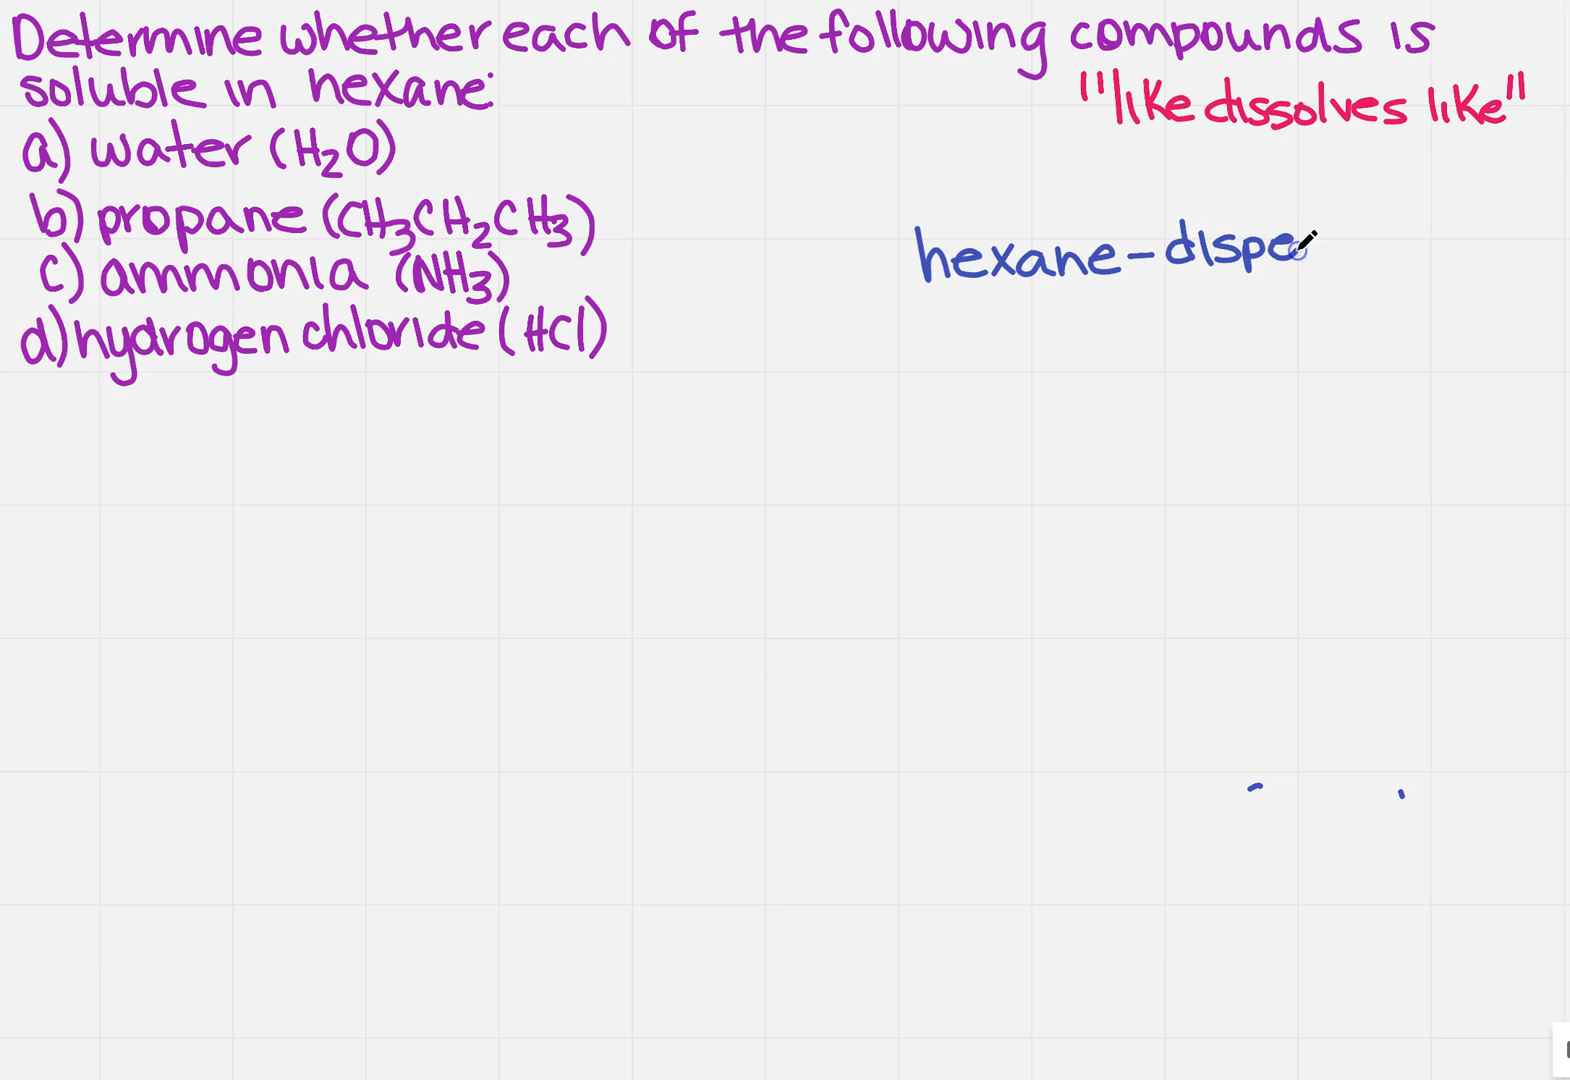 Determine whether each of the following compounds is
soluble in hexane:
"like dissolves like"
a) water (H₂O)
b) propane (CH₃CH₂CH₃)
hexane - dispe
c) ammonia (NH₃)
d) hydrogen chloride (HCl)